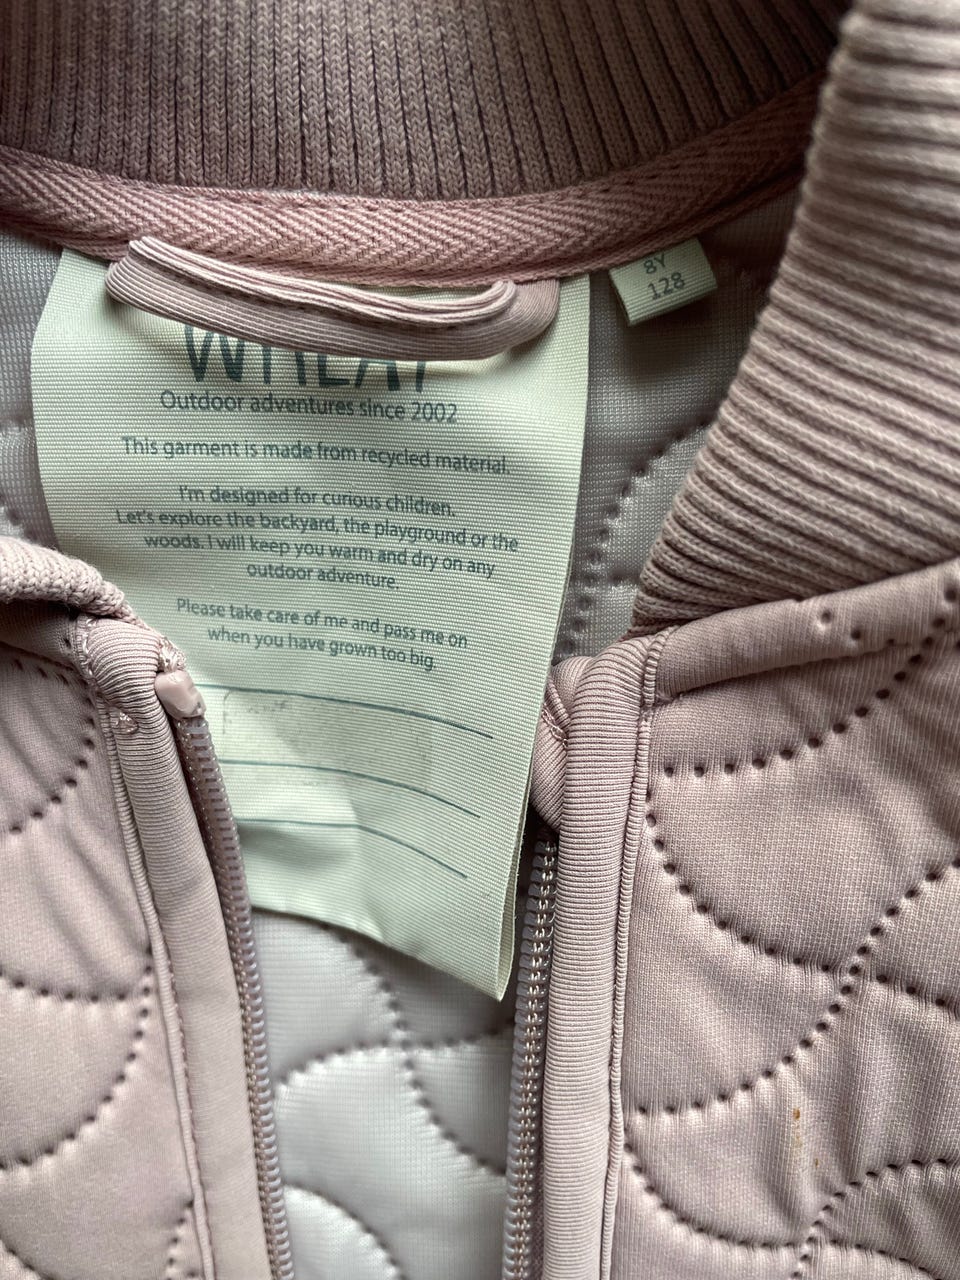 WHEAT
Outdoor adventures since 2002
This garment is made from recycled material.
I'm designed for curious children.
Let's explore the backyard, the playground or the
woods. I will keep you warm and dry on any
outdoor adventure.
Please take care of me and pass me on
when you have grown too big.
8Y
128